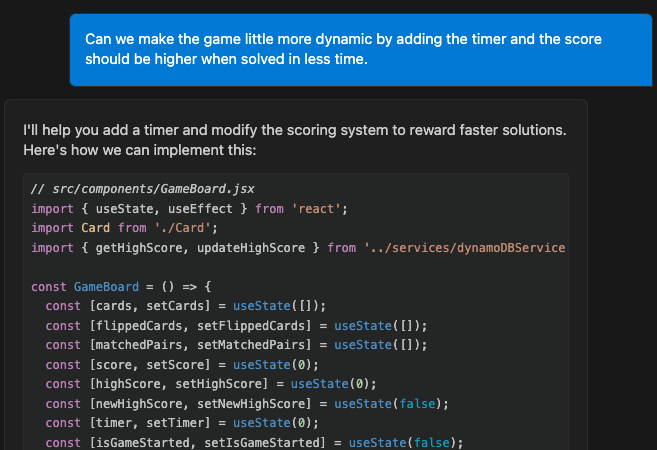 Can we make the game little more dynamic by adding the timer and the score
should be higher when solved in less time.
I'll help you add a timer and modify the scoring system to reward faster solutions.
Here's how we can implement this:
// src/components/GameBoard.jsx
import { useState, useEffect } from 'react';
import Card from './Card';
import { getHighScore, updateHighScore } from '../services/dynamoDBService
const GameBoard = () => {
const [cards, setCards] = useState([]);
const [flippedCards, setFlippedCards] = useState([]);
const [matchedPairs, setMatchedPairs] = useState([]);
const [score, setScore] = useState(0);
const [highScore, setHighScore] = useState(0);
const [newHighScore, setNewHighScore] = useState(false);
const [timer, setTimer] = useState(0);
const [isGameStarted, setIsGameStarted] = useState(false);